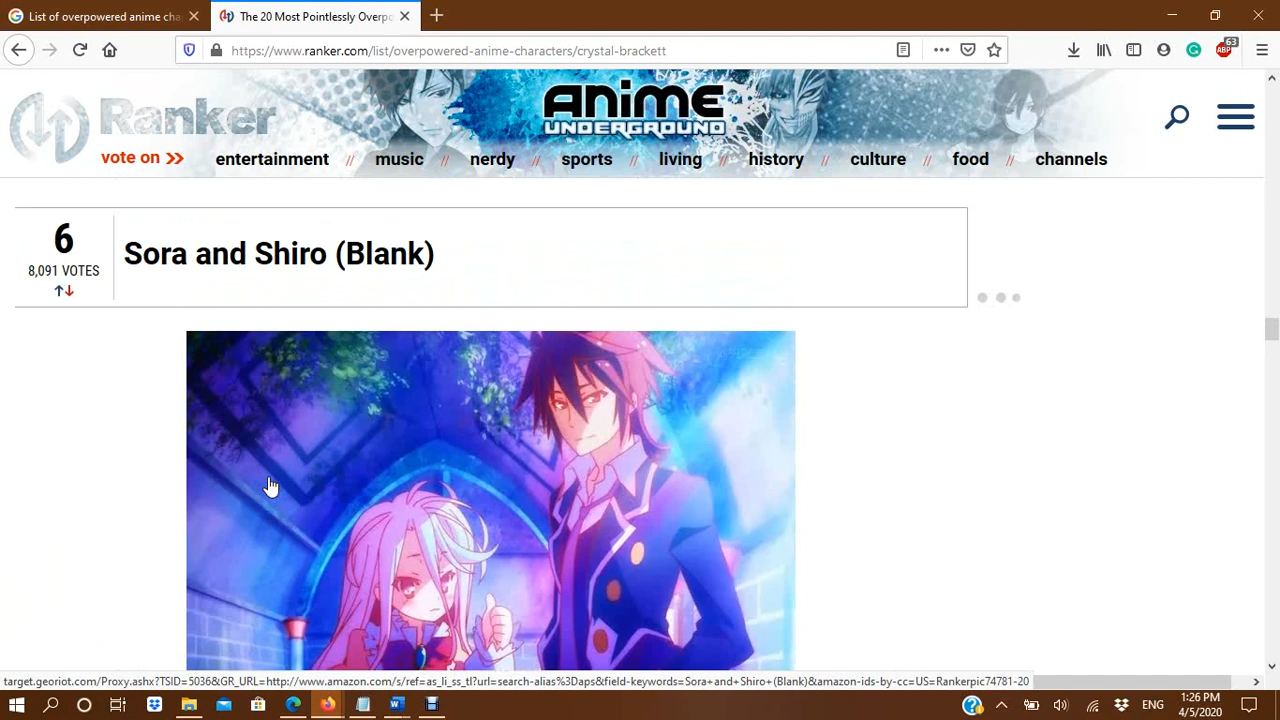 List of overpowered anime cha
The 20 Most Pointlessly Overpo
https://www.ranker.com/list/overpowered-anime-characters/crystal-brackett
63
ABP
Ranker
ANIME
UNDERGROUND
vote on >>
entertainment // music // nerdy // sports // living // history // culture // food // channels
6
8,091 VOTES
Sora and Shiro (Blank)
target.georiot.com/Proxy.ashx?TSID=5036&GR_URL=http://www.amazon.com/s/ref=as_li_ss_tl?url=search-alias%3Daps&field-keywords=Sora+and+Shiro+(Blank)&amazon-ids-by-cc=US=Rankerpic74781-20
ENG
1:26 PM
4/5/2020